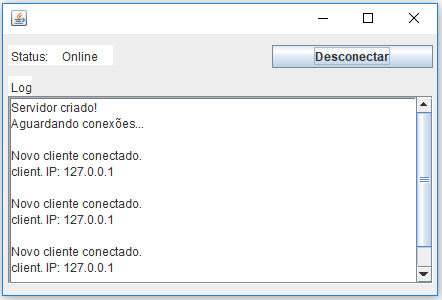 Status: Online
Desconectar
Log
Servidor criado!
Aguardando conexões...
Novo cliente conectado.
client. IP: 127.0.0.1
Novo cliente conectado.
client. IP: 127.0.0.1
Novo cliente conectado.
client. IP: 127.0.0.1